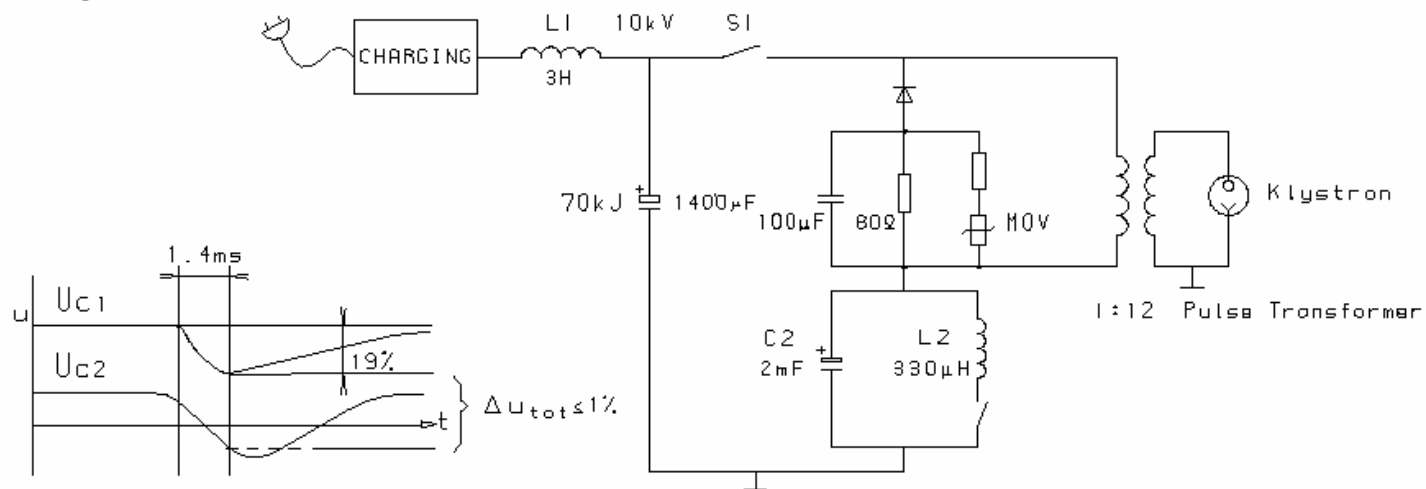 L1 10kV S1
CHARGING
3H
70kJ + 1400µF
100µF 80Ω MOV
Klystron
1:12 Pulse Transformer
C2 + 2mF
L2 330µH
1.4ms
u
UC1
19%
UC2
t
Δutot≤1%